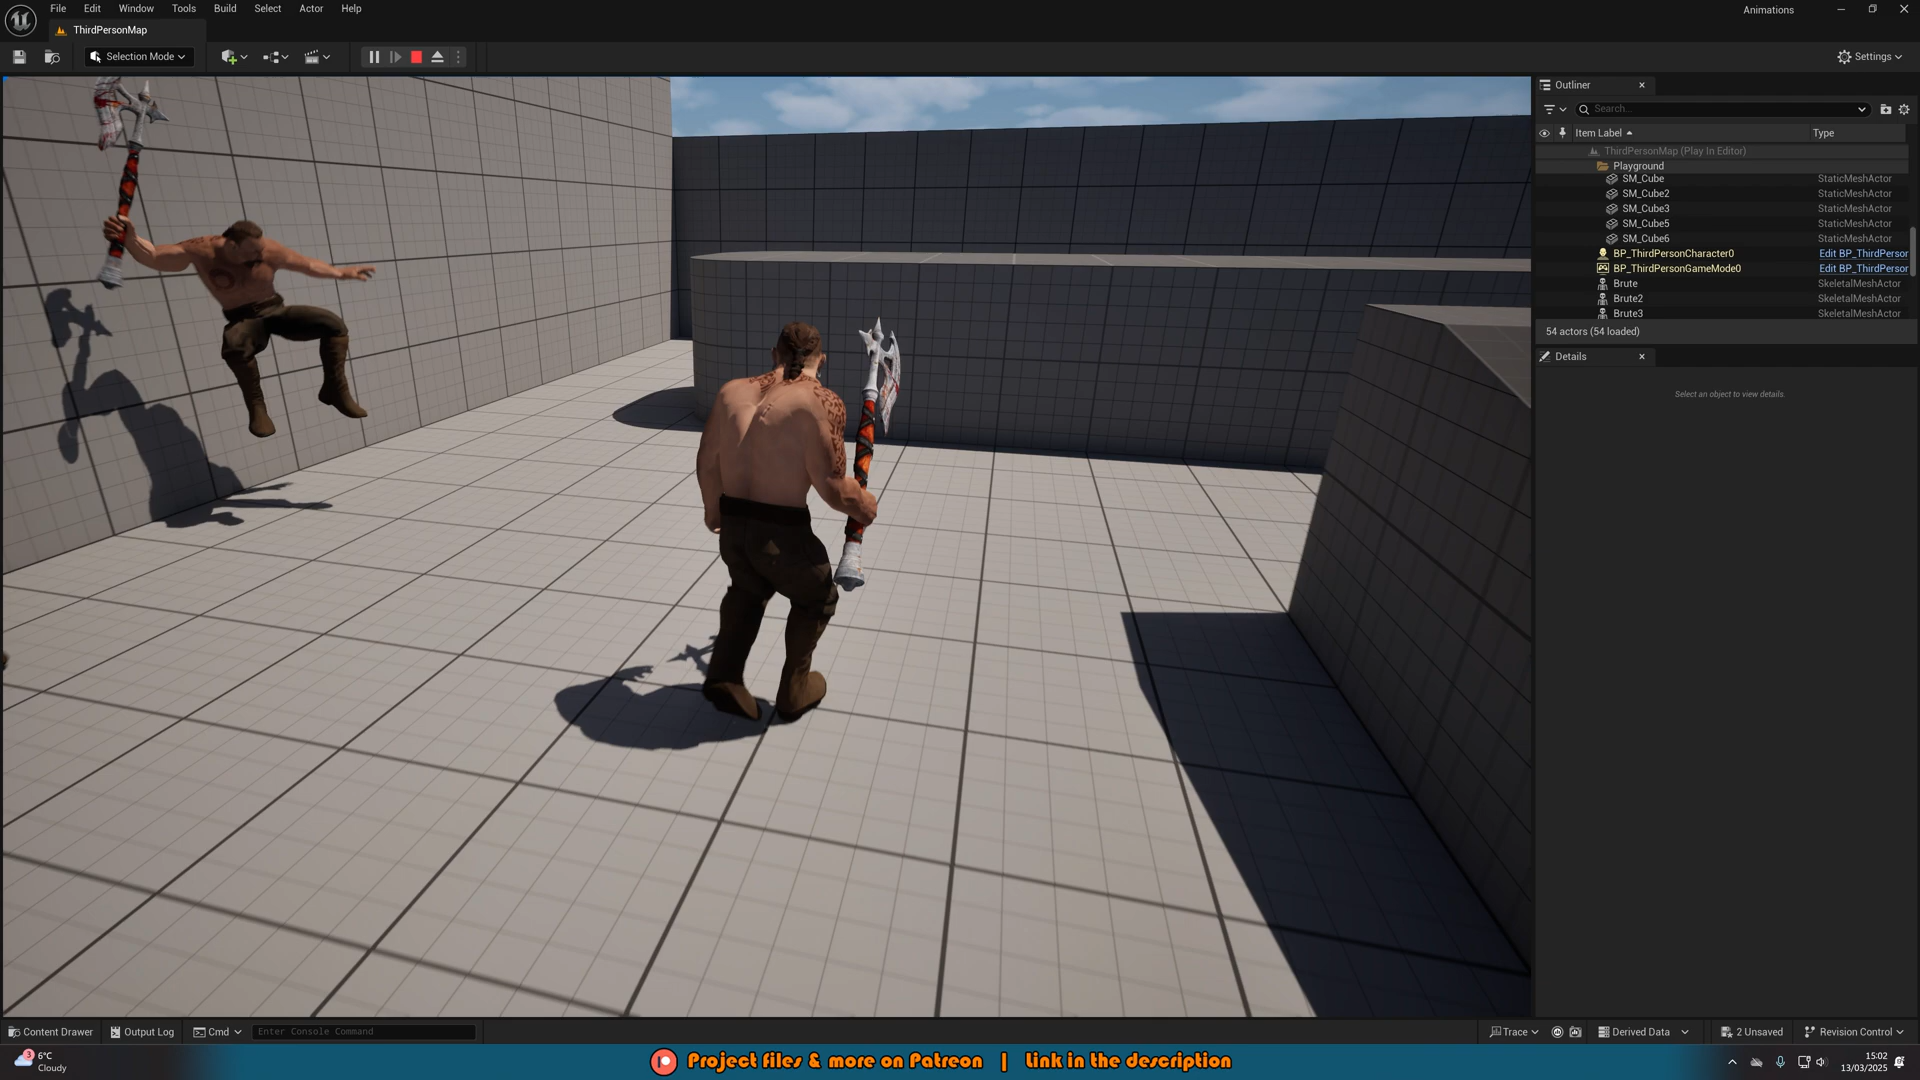 File Edit Window Tools Build Select Actor Help
Animations
ThirdPersonMap
Selection Mode
Settings
Outliner
Search...
Item Label Type
ThirdPersonMap (Play In Editor)
Playground
SM_Cube StaticMeshActor
SM_Cube2 StaticMeshActor
SM_Cube3 StaticMeshActor
SM_Cube5 StaticMeshActor
SM_Cube6 StaticMeshActor
BP_ThirdPersonCharacter0 Edit BP_ThirdPersor
BP_ThirdPersonGameMode0 Edit BP_ThirdPersor
Brute SkeletalMeshActor
Brute2 SkeletalMeshActor
Brute3 SkeletalMeshActor
54 actors (54 loaded)
Details
Select an object to view details.
Content Drawer Output Log Cmd Enter Console Command Trace Derived Data 2 Unsaved Revision Control
3 6°C
Cloudy
Project files & more on Patreon | Link in the description
15:02
13/03/2025